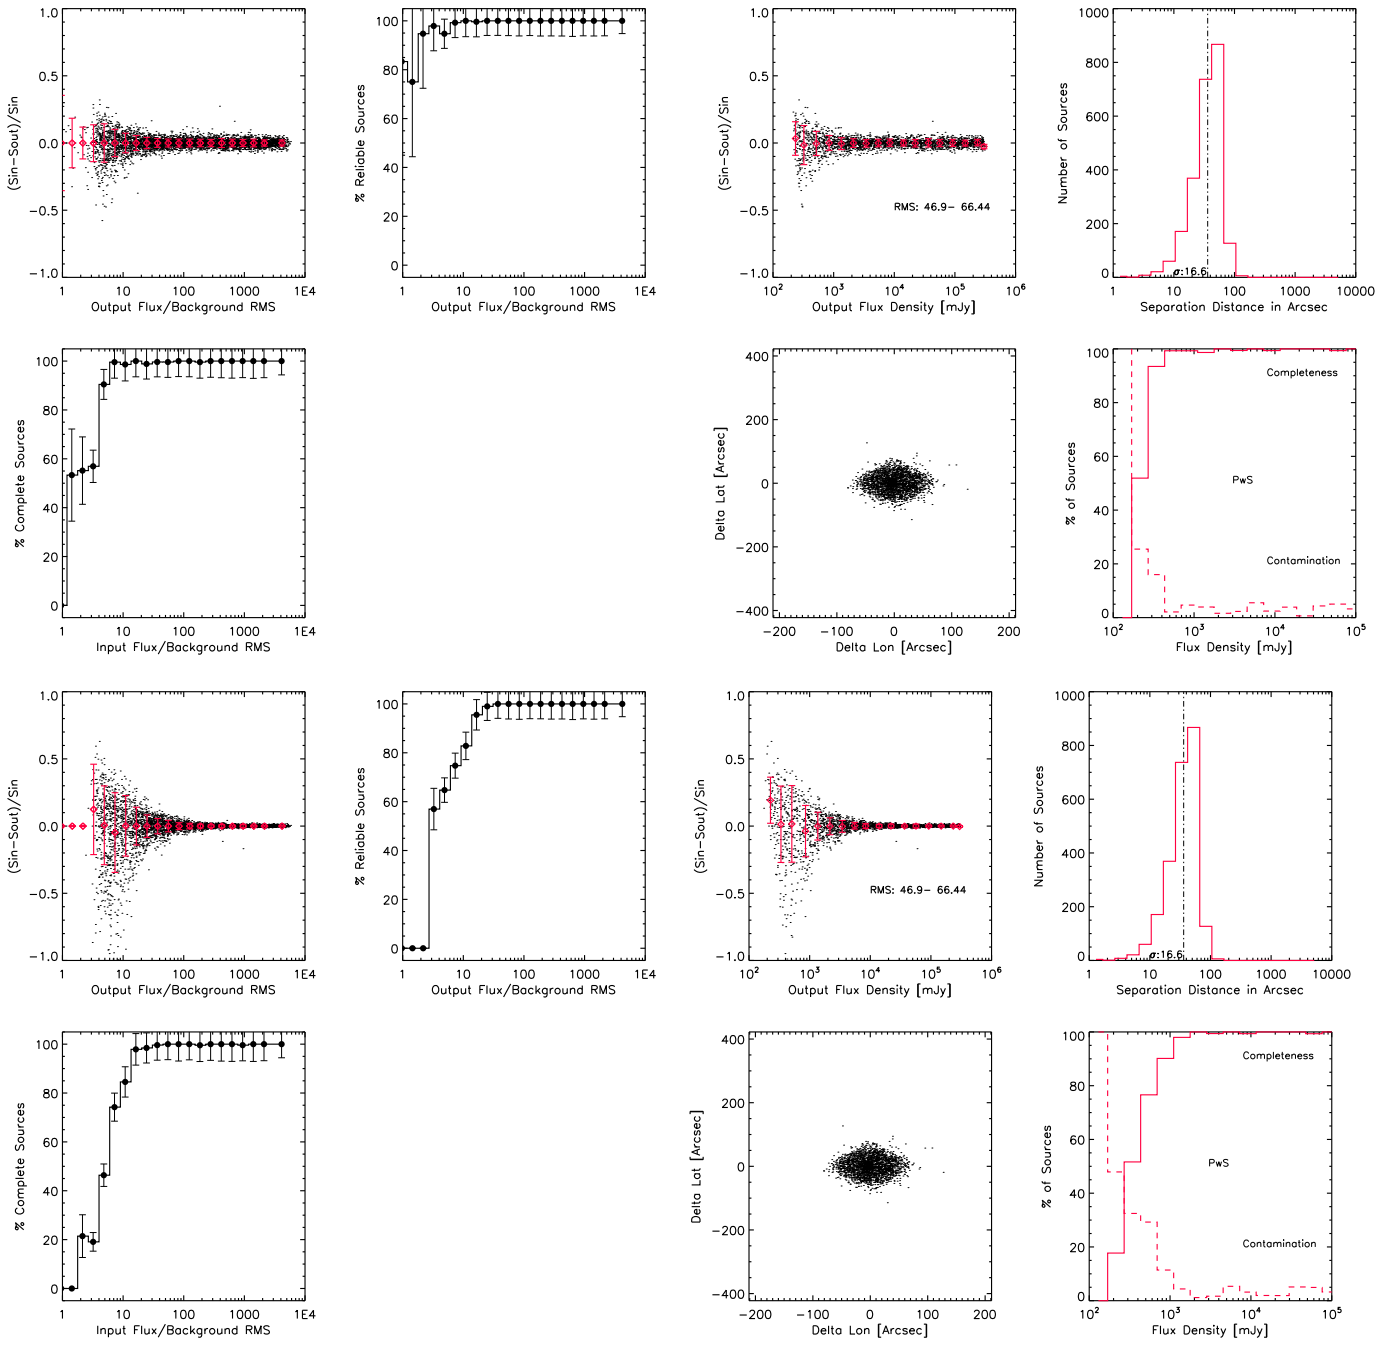 1.0
0.5
0.0
−0.5
−1.0
(Sin−Sout)/Sin
1 10 100 1000 1E4
Output Flux/Background RMS
100
80
60
40
20
0
% Reliable Sources
1 10 100 1000 1E4
Output Flux/Background RMS
1.0
0.5
0.0
−0.5
−1.0
(Sin−Sout)/Sin
RMS: 46.9− 66.44
10² 10³ 10⁴ 10⁵ 10⁶
Output Flux Density [mJy]
1000
800
600
400
200
0
Number of Sources
σ:16.6
1 10 100 1000 10000
Separation Distance in Arcsec
100
80
60
40
20
0
% Complete Sources
1 10 100 1000 1E4
Input Flux/Background RMS
400
200
0
−200
−400
Delta Lat [Arcsec]
−200 −100 0 100 200
Delta Lon [Arcsec]
100
80
60
40
20
0
% of Sources
Completeness
PwS
Contamination
10² 10³ 10⁴ 10⁵
Flux Density [mJy]
1.0
0.5
0.0
−0.5
−1.0
(Sin−Sout)/Sin
1 10 100 1000 1E4
Output Flux/Background RMS
100
80
60
40
20
0
% Reliable Sources
1 10 100 1000 1E4
Output Flux/Background RMS
1.0
0.5
0.0
−0.5
−1.0
(Sin−Sout)/Sin
RMS: 46.9− 66.44
10² 10³ 10⁴ 10⁵ 10⁶
Output Flux Density [mJy]
1000
800
600
400
200
0
Number of Sources
σ:16.6
1 10 100 1000 10000
Separation Distance in Arcsec
100
80
60
40
20
0
% Complete Sources
1 10 100 1000 1E4
Input Flux/Background RMS
400
200
0
−200
−400
Delta Lat [Arcsec]
−200 −100 0 100 200
Delta Lon [Arcsec]
100
80
60
40
20
0
% of Sources
Completeness
PwS
Contamination
10² 10³ 10⁴ 10⁵
Flux Density [mJy]